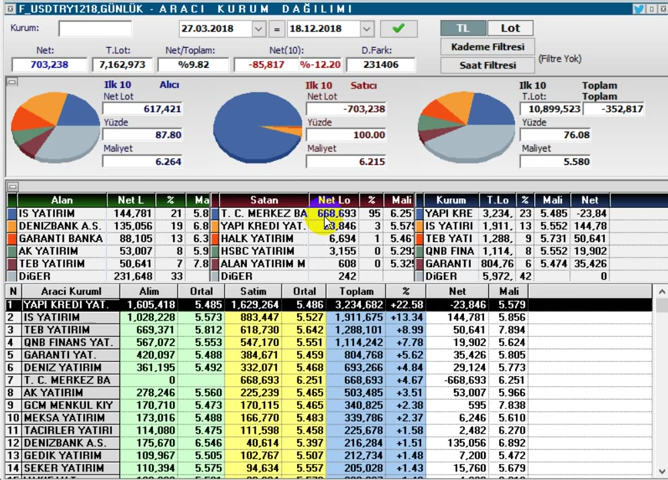 F_USDTRY1218,GÜNLÜK - ARACI KURUM DAĞILIMI
Kurum: 27.03.2018 = 18.12.2018 TL Lot
Net: T.Lot: Net/Toplam: Net(10): D.Fark: Kademe Filtresi
703,238 7,162,973 %9.82 -85,817 %-12.20 231406 Saat Filtresi (Filtre Yok)
Ilk 10 Alıcı Ilk 10 Satıcı Ilk 10 Toplam
Net Lot Net Lot T.Lot: Toplam
617,421 -703,238 10,899,523 -352,817
Yüzde Yüzde Yüzde
87.80 100.00 76.08
Maliyet Maliyet Maliyet
6.264 6.215 5.580
Alan Net L % Ma Satan Net Lo % Mali Kurum T.Lo % Mali Net
IS YATIRIM 144,781 21 5.8 T. C. MERKEZ BA 668,693 95 6.25 YAPI KRE 3,234, 23 5.485 -23,84
DENIZBANK A.S. 135,056 19 6.8 YAPI KREDI YAT. 23,846 3 5.57 IS YATIRI 1,911, 13 5.552 144,78
GARANTI BANKA 88,105 13 6.3 HALK YATIRIM 6,694 1 5.46 TEB YATI 1,288, 9 5.731 50,641
AK YATIRIM 53,007 8 5.9 HSBC YATIRIM 3,155 0 5.29 QNB FINA 1,114, 8 5.552 19,902
TEB YATIRIM 50,641 7 7.8 ALAN YATIRIM M 608 0 5.32 GARANTI 804,76 6 5.474 35,426
DiGER 231,648 33 DiGER 242 DiGER 5,972, 42 0
N Araci Kuruml Alim Ortal Satim Ortal Toplam % Net Mali
1 YAPI KREDI YAT. 1,605,418 5.485 1,629,264 5.486 3,234,682 +22.58 -23,846 5.579
2 IS YATIRIM 1,028,228 5.573 883,447 5.527 1,911,675 +13.34 144,781 5.856
3 TEB YATIRIM 669,371 5.812 618,730 5.642 1,288,101 +8.99 50,641 7.894
4 QNB FINANS YAT. 567,072 5.553 547,170 5.551 1,114,242 +7.78 19,902 5.624
5 GARANTI YAT. 420,097 5.488 384,671 5.459 804,768 +5.62 35,426 5.805
6 DENIZ YATIRIM 361,195 5.492 332,071 5.468 693,266 +4.84 29,124 5.773
7 T. C. MERKEZ BA 0 668,693 6.251 668,693 +4.67 -668,693 6.251
8 AK YATIRIM 278,246 5.560 225,239 5.465 503,485 +3.51 53,007 5.966
9 GCM MENKUL KIY 170,710 5.473 170,115 5.465 340,825 +2.38 595 7.838
10 MEKSA YATIRIM 173,016 5.488 166,770 5.483 339,786 +2.37 6,246 5.610
11 TACIRLER YATIRI 114,080 5.475 111,598 5.458 225,678 +1.58 2,482 6.270
12 DENIZBANK A.S. 175,670 6.546 40,614 5.397 216,284 +1.51 135,056 6.892
13 GEDIK YATIRIM 109,967 5.505 102,767 5.507 212,734 +1.48 7,200 5.472
14 SEKER YATIRIM 110,394 5.575 94,634 5.557 205,028 +1.43 15,760 5.679